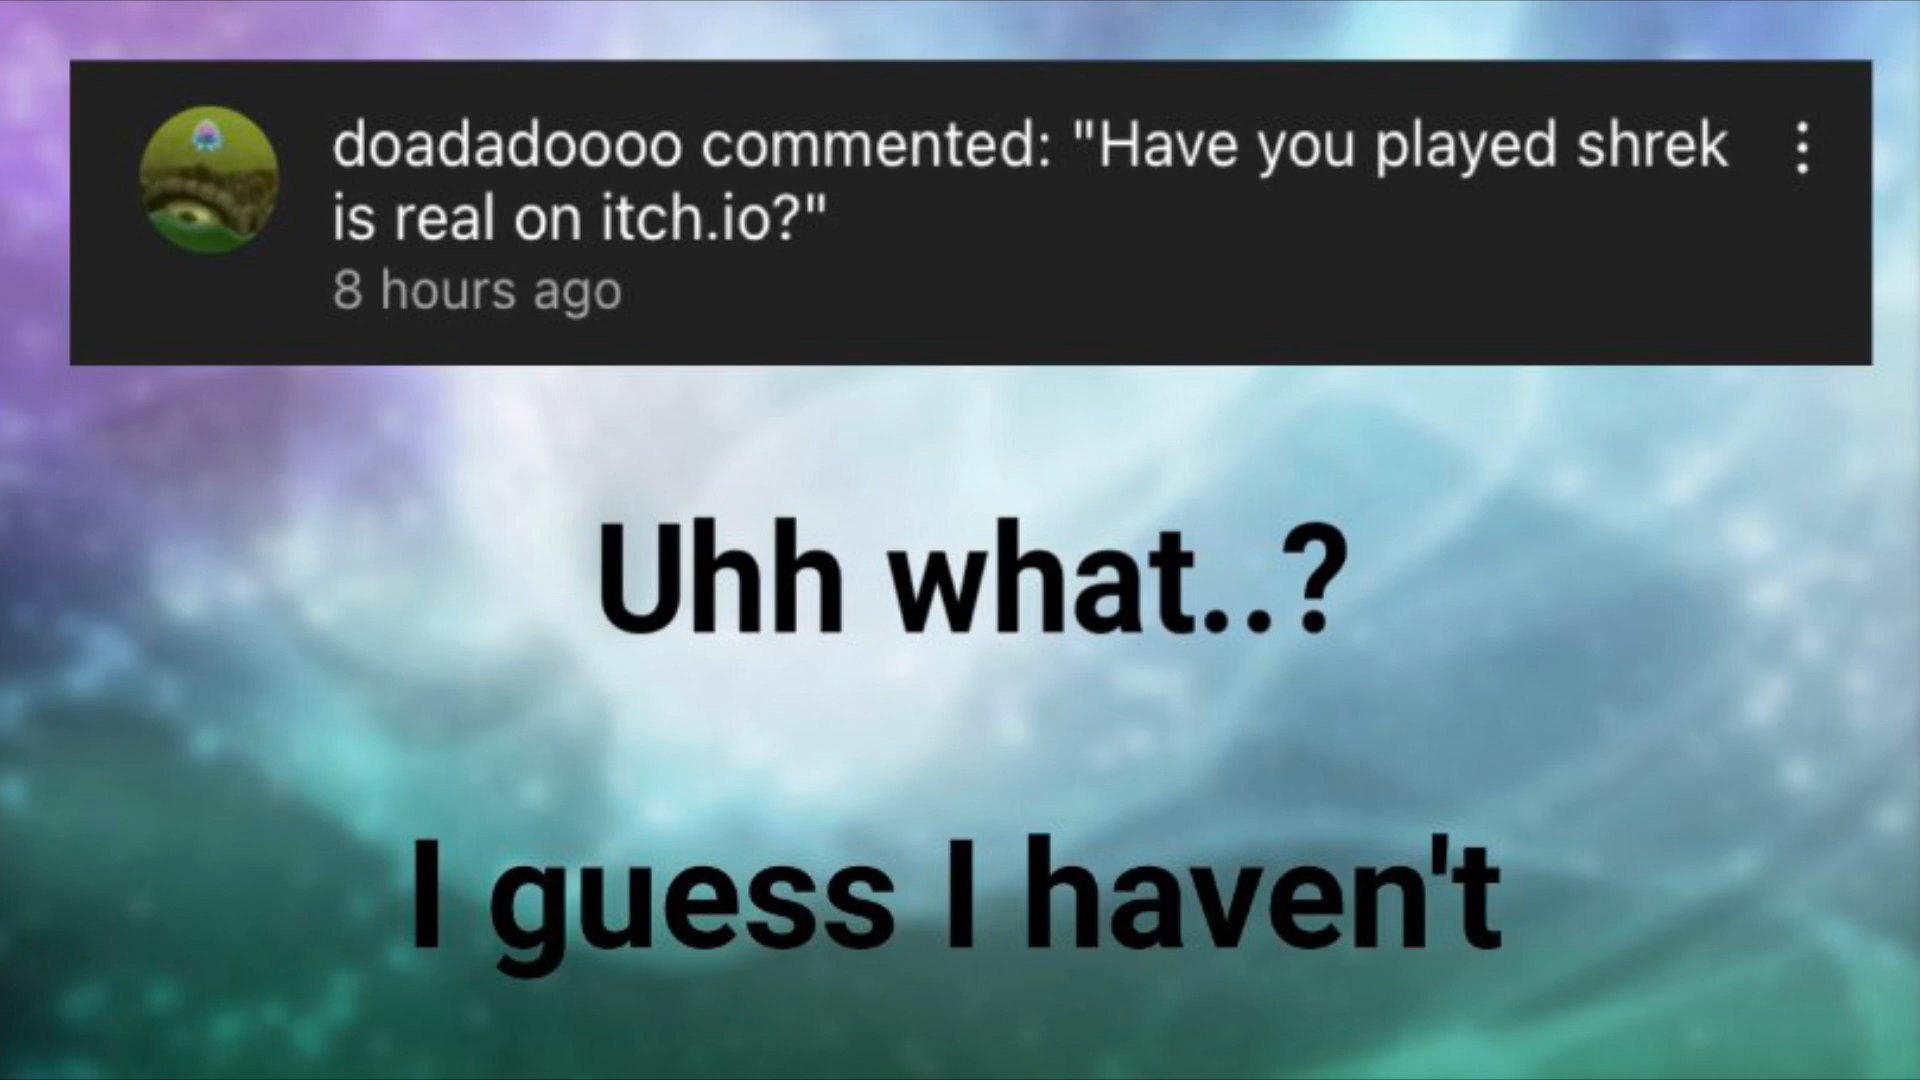 doadadoooo commented: "Have you played shrek
is real on itch.io?"
8 hours ago
Uhh what..?
I guess I haven't